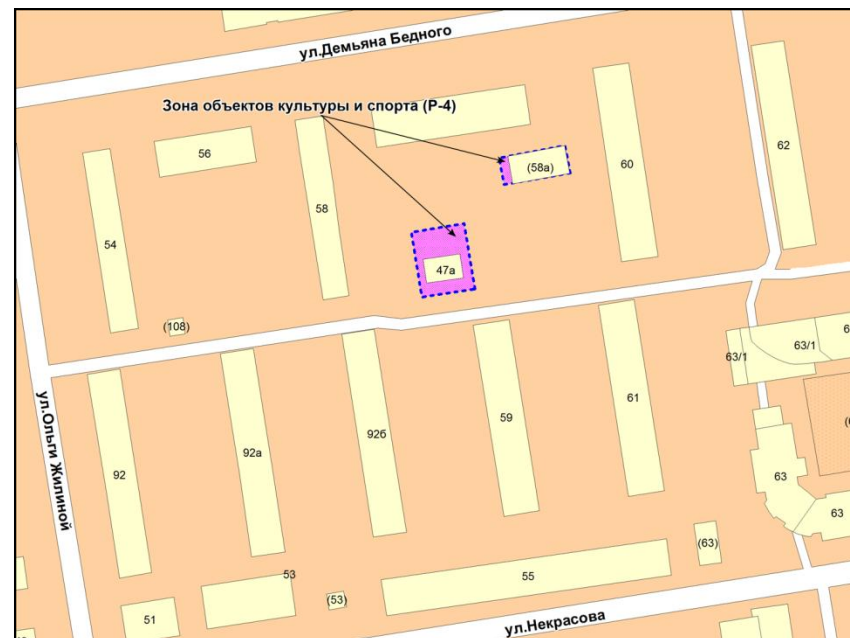 ул.Демьяна Бедного
Зона объектов культуры и спорта (Р-4)
62
56
(58а)
60
58
54
47а
(108)
63/1
63/1
ул.Ольги Жилиной
61
59
92б
92а
92
63
63
(63)
55
53
(53)
51
ул.Некрасова